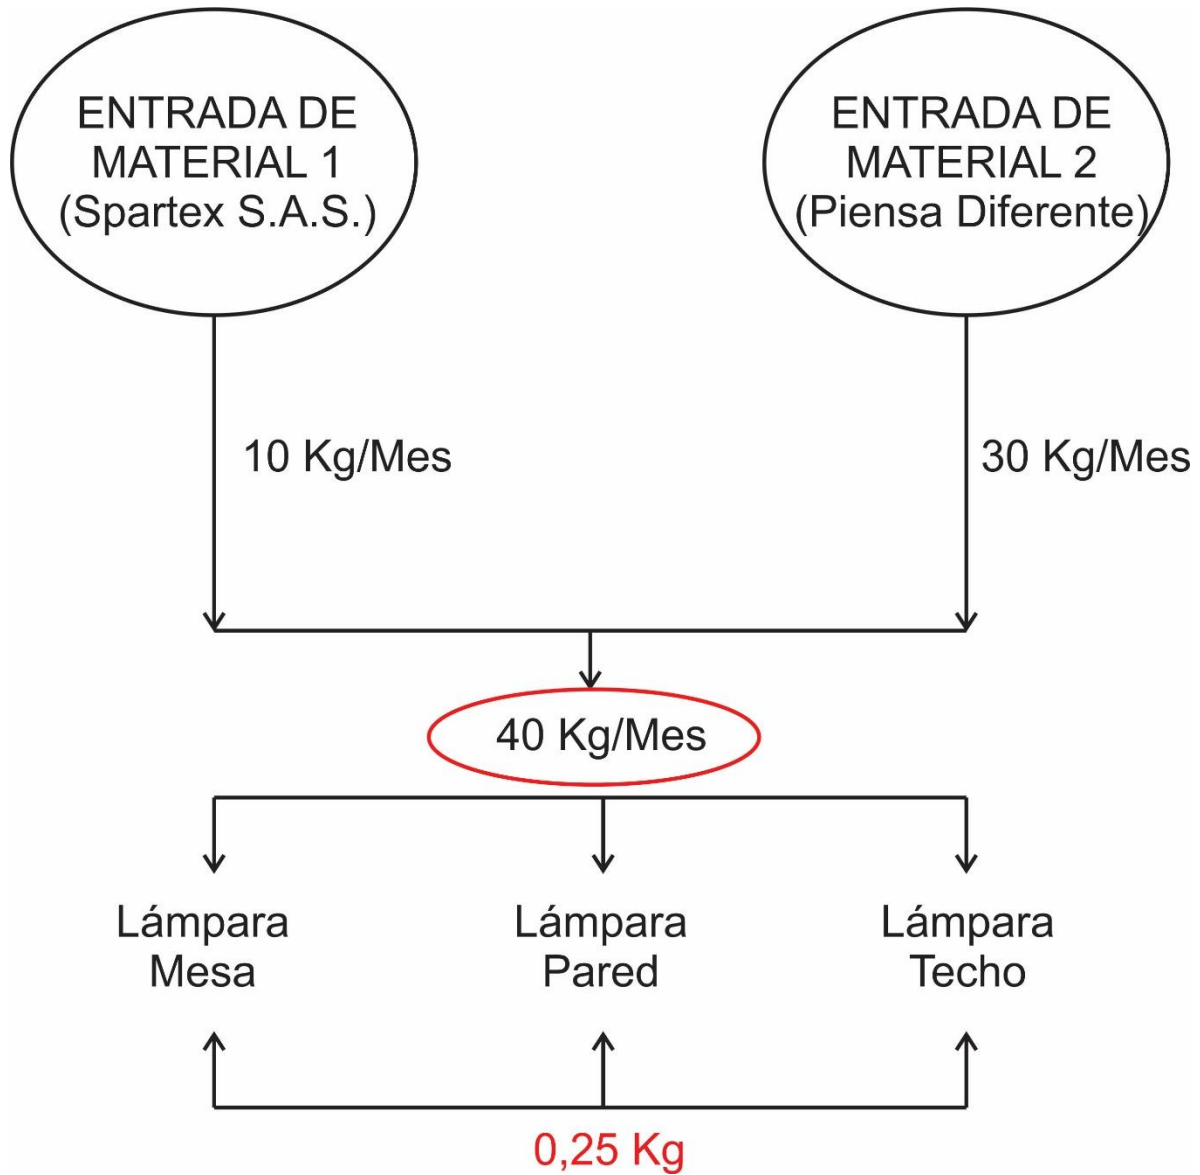 ENTRADA DE
MATERIAL 1
(Spartex S.A.S.)
ENTRADA DE
MATERIAL 2
(Piensa Diferente)
10 Kg/Mes
30 Kg/Mes
40 Kg/Mes
Lámpara
Mesa
Lámpara
Pared
Lámpara
Techo
0,25 Kg